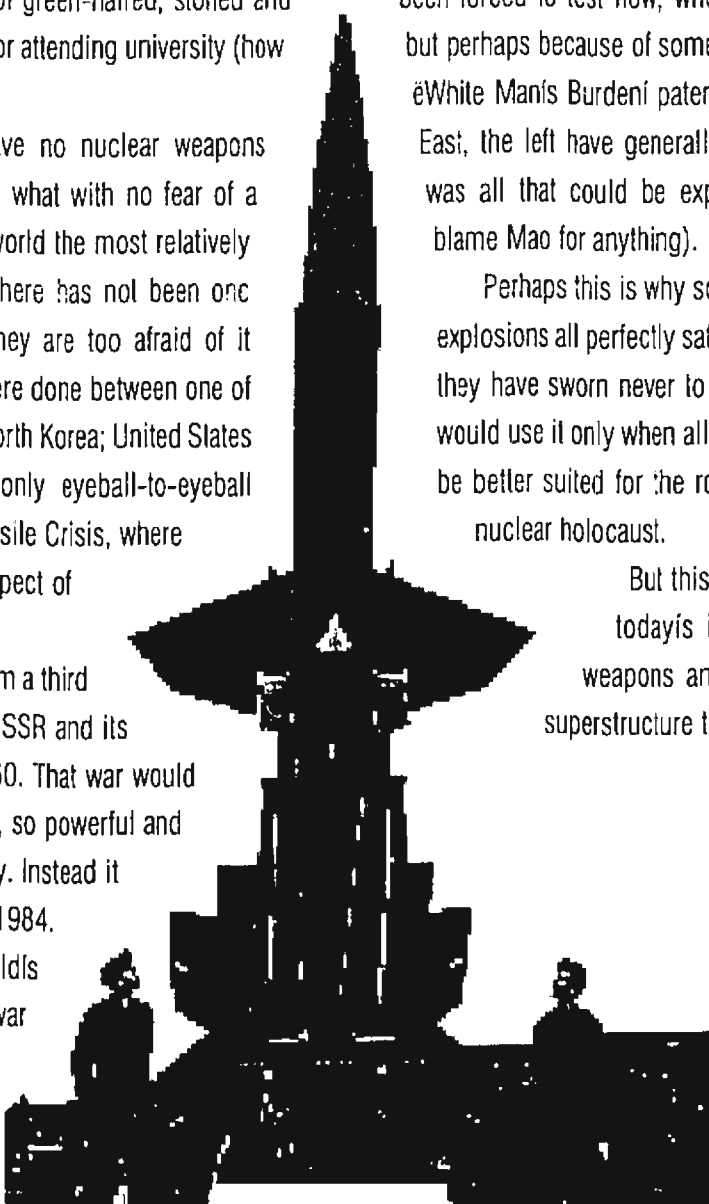 or green-haired, stoned and
or attending university (how
ve no nuclear weapons
what with no fear of a
world the most relatively
here has not been one
hey are too afraid of it
ere done between one of
orth Korea; United States
only eyeball-to-eyeball
sile Crisis, where
pect of
m a third
SSR and its
60. That war would
, so powerful and
y. Instead it
1984.
ldís
war
been forced to test now,
but perhaps because of some
ëWhite Manís Burdení pater
East, the left have generall
was all that could be exp
blame Mao for anything).
Perhaps this is why so
explosions all perfectly sat
they have sworn never to
would use it only when all
be better suited for the ro
nuclear holocaust.
But this
todayís i
weapons an
superstructure t